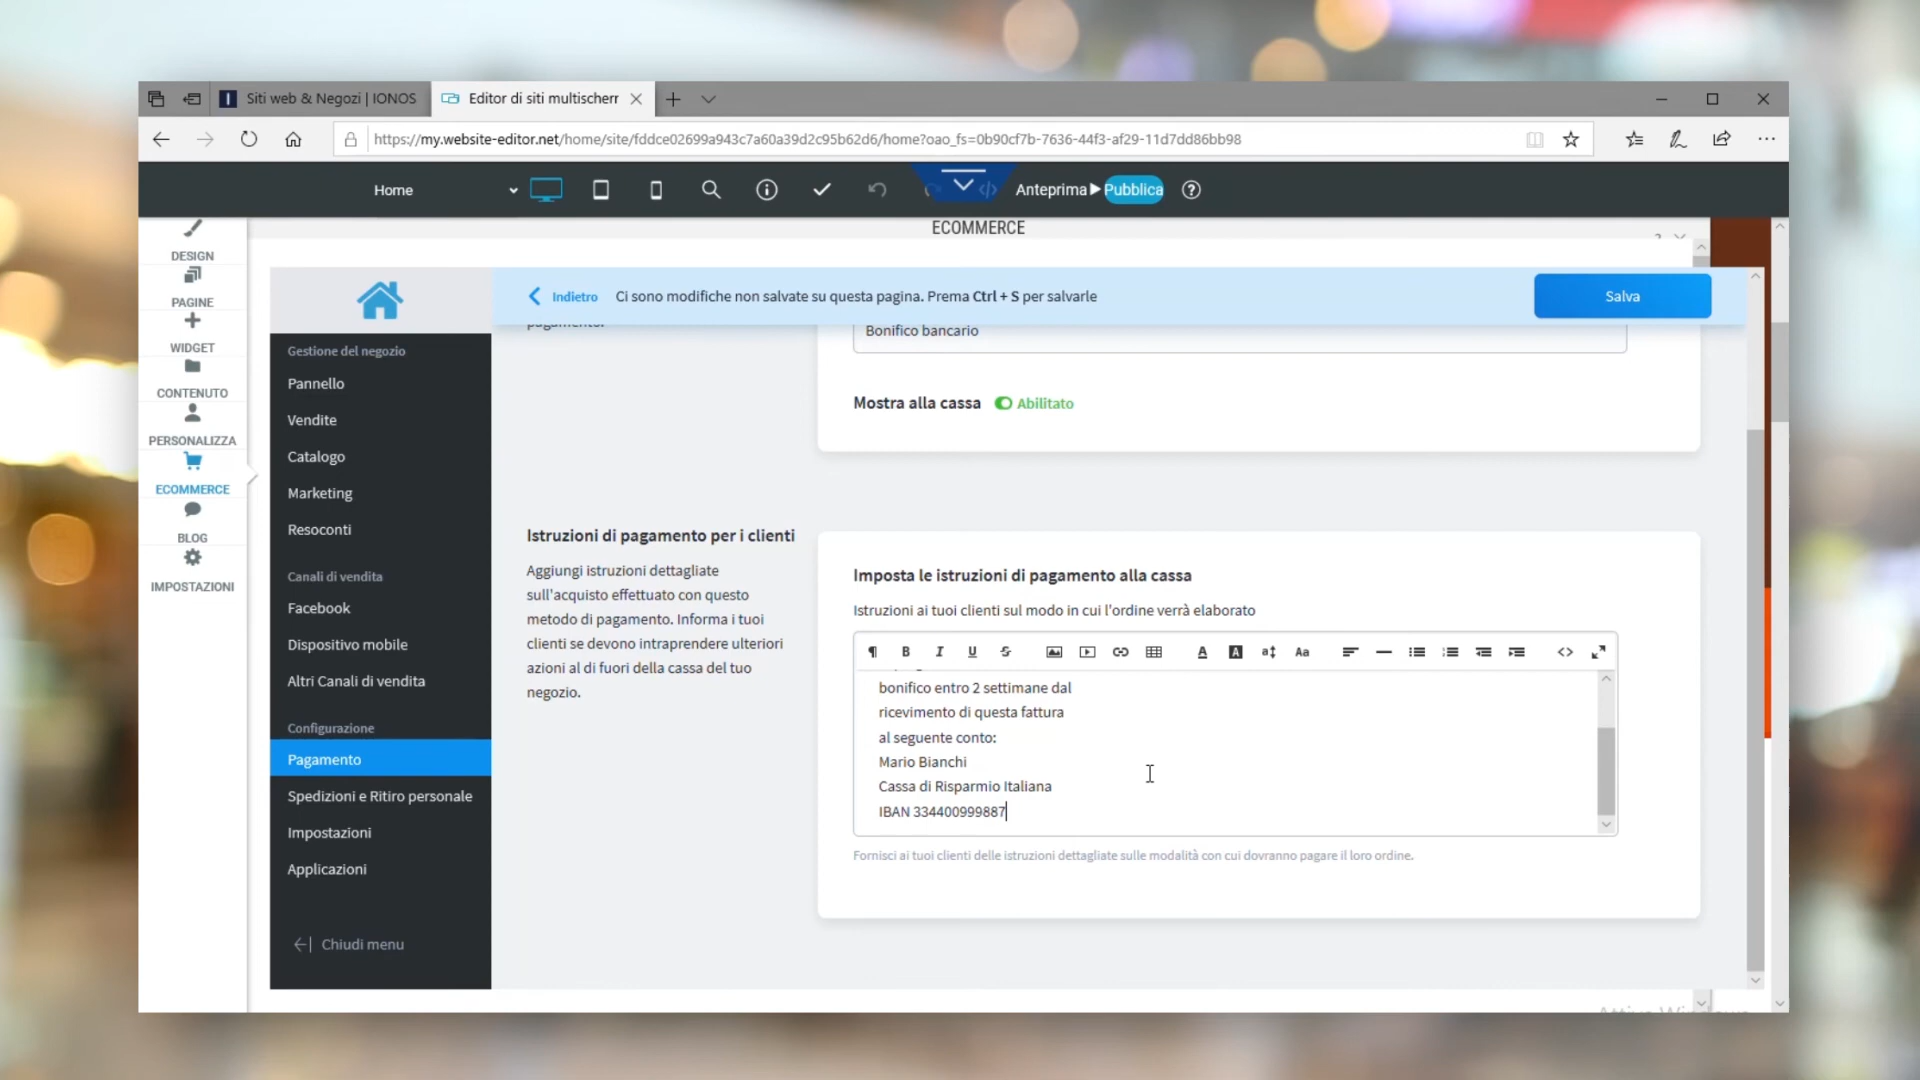 Siti web & Negozi | IONOS
Editor di siti multischerr
https://my.website-editor.net/home/site/fddce02699a943c7a60a39d2c95b62d6/home?oao_fs=0b90cf7b-7636-44f3-af29-11d7dd86bb98
Home
Anteprima
Pubblica
ECOMMERCE
DESIGN
PAGINE
WIDGET
CONTENUTO
PERSONALIZZA
ECOMMERCE
BLOG
IMPOSTAZIONI
Indietro
Ci sono modifiche non salvate su questa pagina. Prema Ctrl + S per salvarle
Salva
Gestione del negozio
Pannello
Vendite
Catalogo
Marketing
Resoconti
Canali di vendita
Facebook
Dispositivo mobile
Altri Canali di vendita
Configurazione
Pagamento
Spedizioni e Ritiro personale
Impostazioni
Applicazioni
Chiudi menu
pagamento.
Bonifico bancario
Mostra alla cassa
Abilitato
Istruzioni di pagamento per i clienti
Aggiungi istruzioni dettagliate
sull'acquisto effettuato con questo
metodo di pagamento. Informa i tuoi
clienti se devono intraprendere ulteriori
azioni al di fuori della cassa del tuo
negozio.
Imposta le istruzioni di pagamento alla cassa
Istruzioni ai tuoi clienti sul modo in cui l'ordine verrà elaborato
bonifico entro 2 settimane dal
ricevimento di questa fattura
al seguente conto:
Mario Bianchi
Cassa di Risparmio Italiana
IBAN 334400999887
Fornisci ai tuoi clienti delle istruzioni dettagliate sulle modalità con cui dovranno pagare il loro ordine.